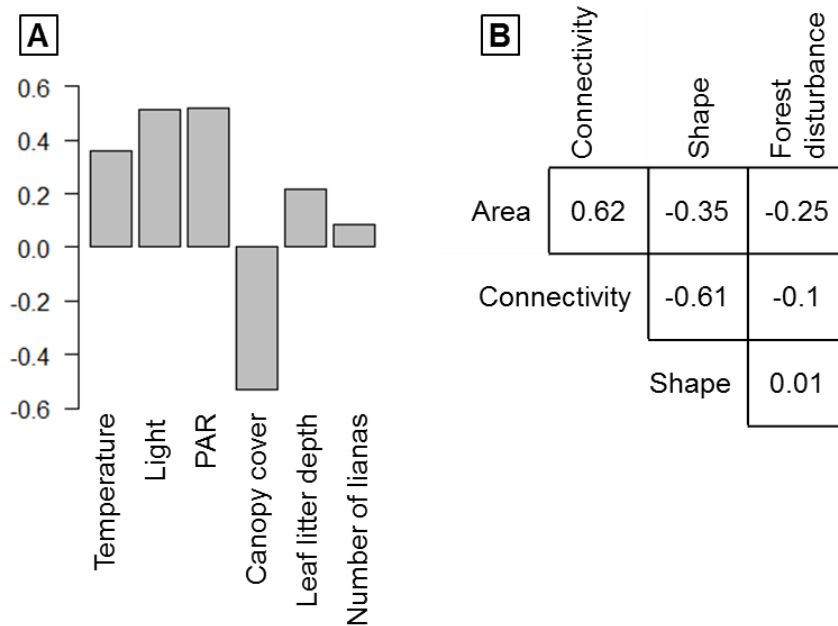 A
0.6
0.4
0.2
0.0
-0.2
-0.4
-0.6
Temperature
Light
PAR
Canopy cover
Leaf litter depth
Number of lianas
B
Connectivity
Shape
Forest
disturbance
Area 0.62 -0.35 -0.25
Connectivity -0.61 -0.1
Shape 0.01